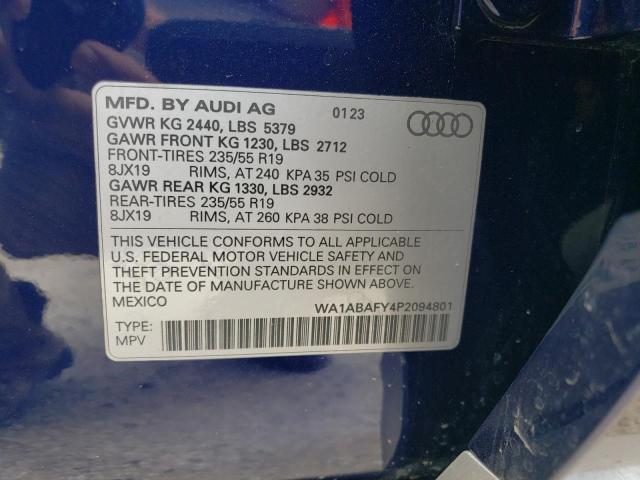 MFD. BY AUDI AG 0123
GVWR KG 2440, LBS 5379
GAWR FRONT KG 1230, LBS 2712
FRONT-TIRES 235/55 R19
8JX19 RIMS, AT 240 KPA 35 PSI COLD
GAWR REAR KG 1330, LBS 2932
REAR-TIRES 235/55 R19
8JX19 RIMS, AT 260 KPA 38 PSI COLD
THIS VEHICLE CONFORMS TO ALL APPLICABLE
U.S. FEDERAL MOTOR VEHICLE SAFETY AND
THEFT PREVENTION STANDARDS IN EFFECT ON
THE DATE OF MANUFACTURE SHOWN ABOVE.
MEXICO WA1ABAFY4P2094801
TYPE:
MPV